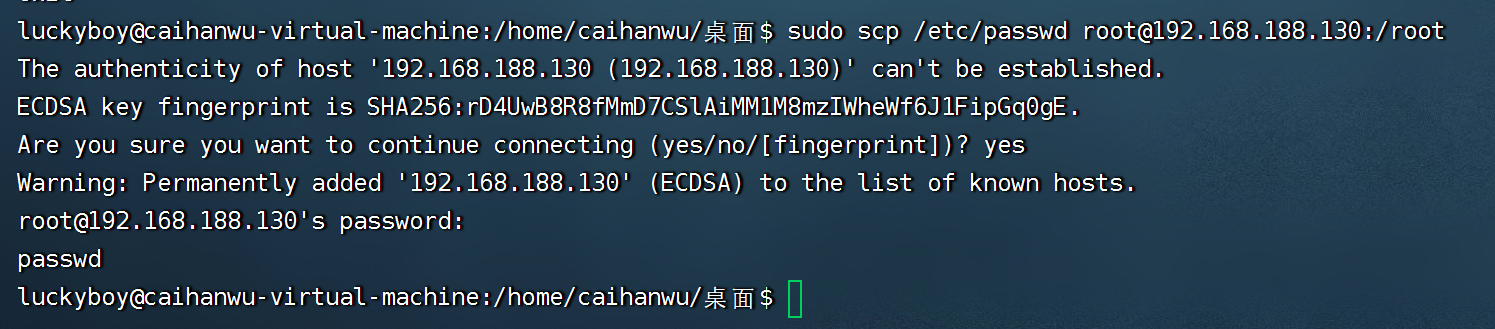 luckyboy@caihanwu-virtual-machine:/home/caihanwu/桌面$ sudo scp /etc/passwd root@192.168.188.130:/root
The authenticity of host '192.168.188.130 (192.168.188.130)' can't be established.
ECDSA key fingerprint is SHA256:rD4UwB8R8fMmD7CSlAiMM1M8mzIWheWf6J1FipGq0gE.
Are you sure you want to continue connecting (yes/no/[fingerprint])? yes
Warning: Permanently added '192.168.188.130' (ECDSA) to the list of known hosts.
root@192.168.188.130's password:
passwd
luckyboy@caihanwu-virtual-machine:/home/caihanwu/桌面$